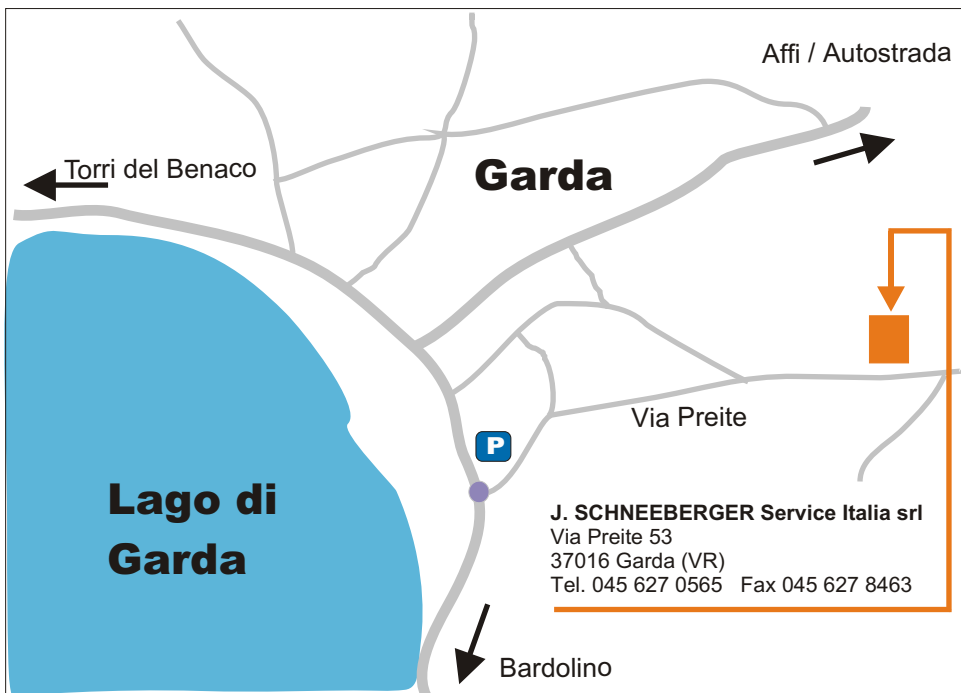 Affi / Autostrada
Torri del Benaco
Garda
Via Preite
P
Lago di
Garda
J. SCHNEEBERGER Service Italia srl
Via Preite 53
37016 Garda (VR)
Tel. 045 627 0565 Fax 045 627 8463
Bardolino